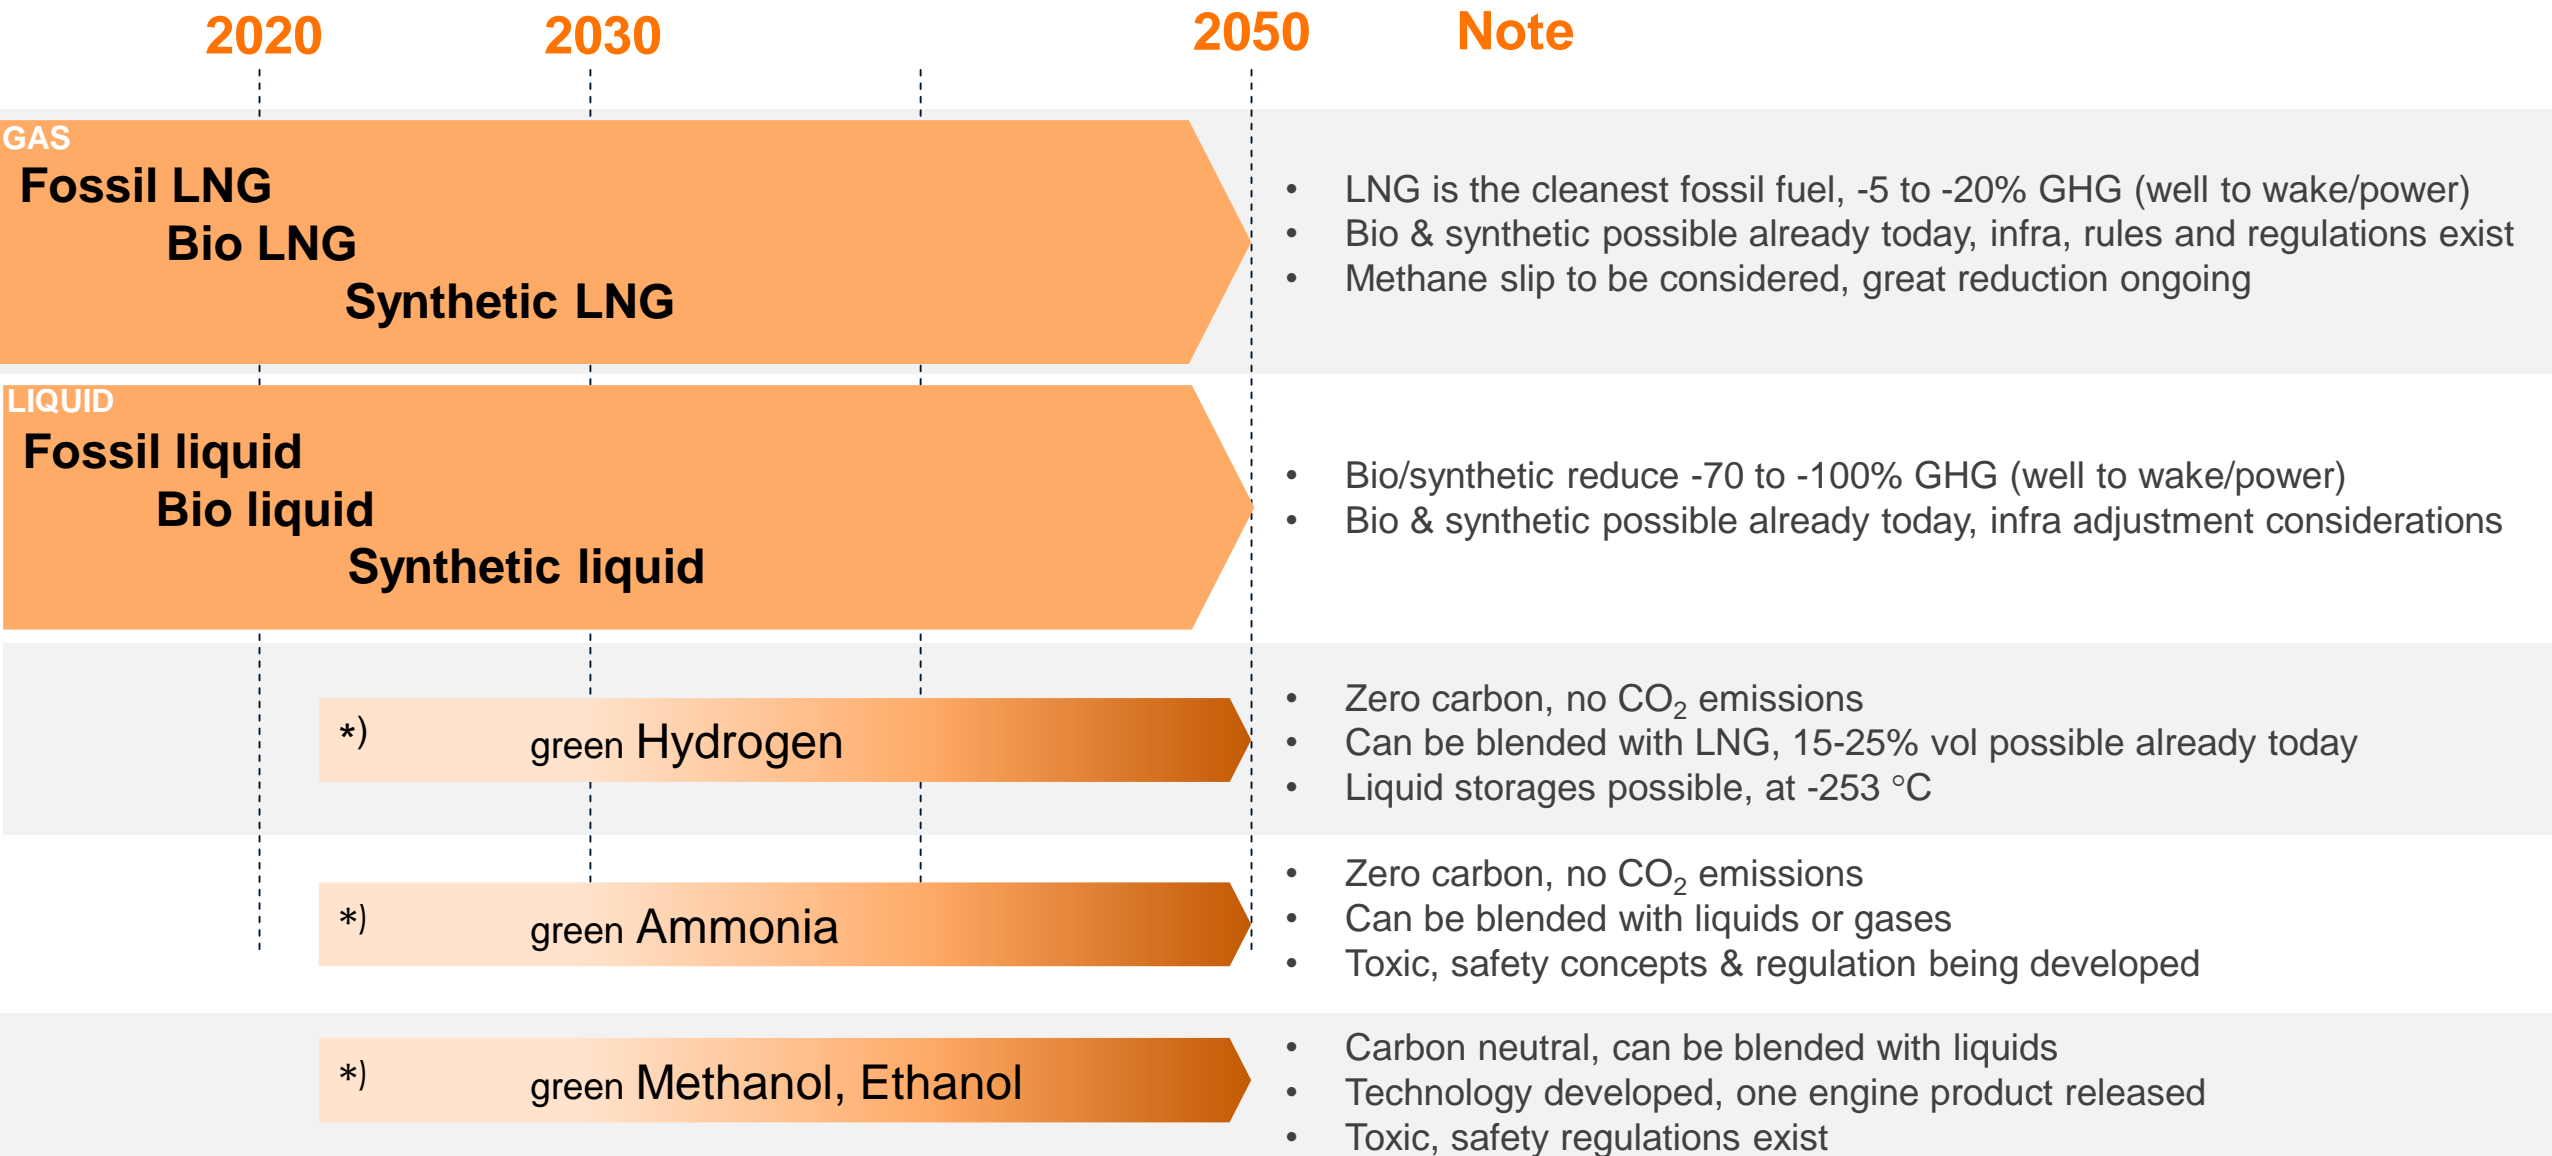 2020 2030 2050 Note
GAS
Fossil LNG
Bio LNG
Synthetic LNG
• LNG is the cleanest fossil fuel, -5 to -20% GHG (well to wake/power)
• Bio & synthetic possible already today, infra, rules and regulations exist
• Methane slip to be considered, great reduction ongoing
LIQUID
Fossil liquid
Bio liquid
Synthetic liquid
• Bio/synthetic reduce -70 to -100% GHG (well to wake/power)
• Bio & synthetic possible already today, infra adjustment considerations
*) green Hydrogen
• Zero carbon, no CO₂ emissions
• Can be blended with LNG, 15-25% vol possible already today
• Liquid storages possible, at -253 °C
*) green Ammonia
• Zero carbon, no CO₂ emissions
• Can be blended with liquids or gases
• Toxic, safety concepts & regulation being developed
*) green Methanol, Ethanol
• Carbon neutral, can be blended with liquids
• Technology developed, one engine product released
• Toxic, safety regulations exist